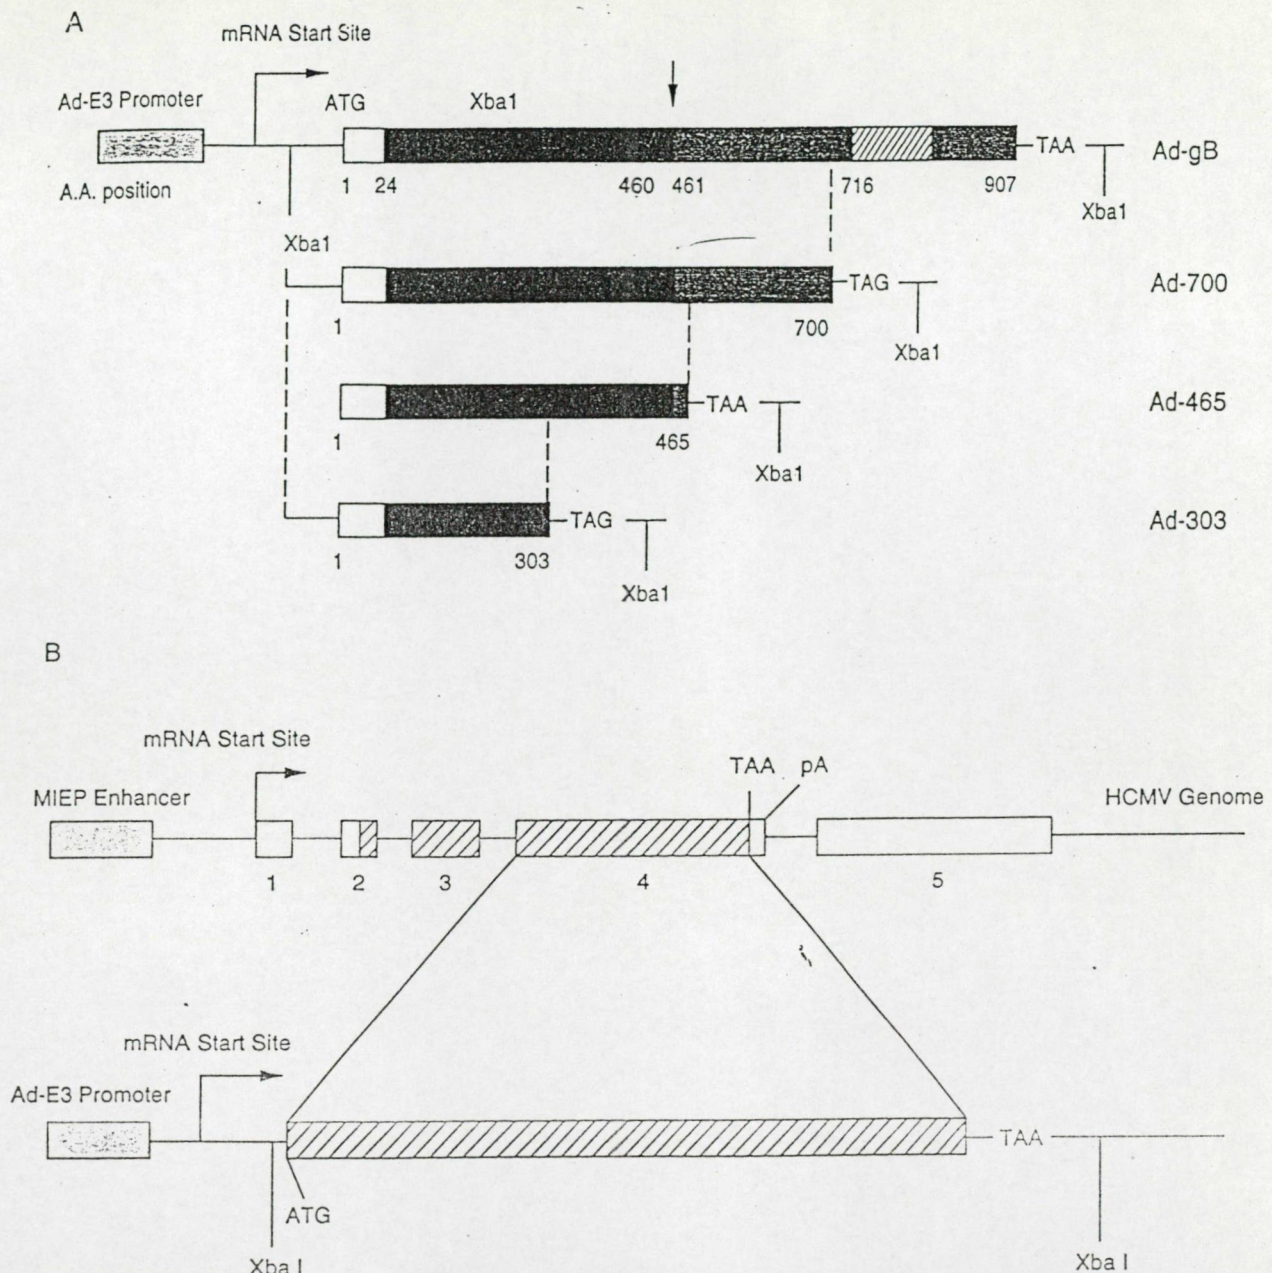 A
mRNA Start Site
Ad-E3 Promoter
ATG
Xba1
TAA
Ad-gB
A.A. position
1
24
460
461
716
907
Xba1
Xba1
TAG
Ad-700
1
700
Xba1
TAA
Ad-465
1
465
Xba1
TAG
Ad-303
1
303
Xba1
B
mRNA Start Site
TAA
pA
MIEP Enhancer
HCMV Genome
1
2
3
4
5
mRNA Start Site
Ad-E3 Promoter
TAA
ATG
Xba I
Xba I